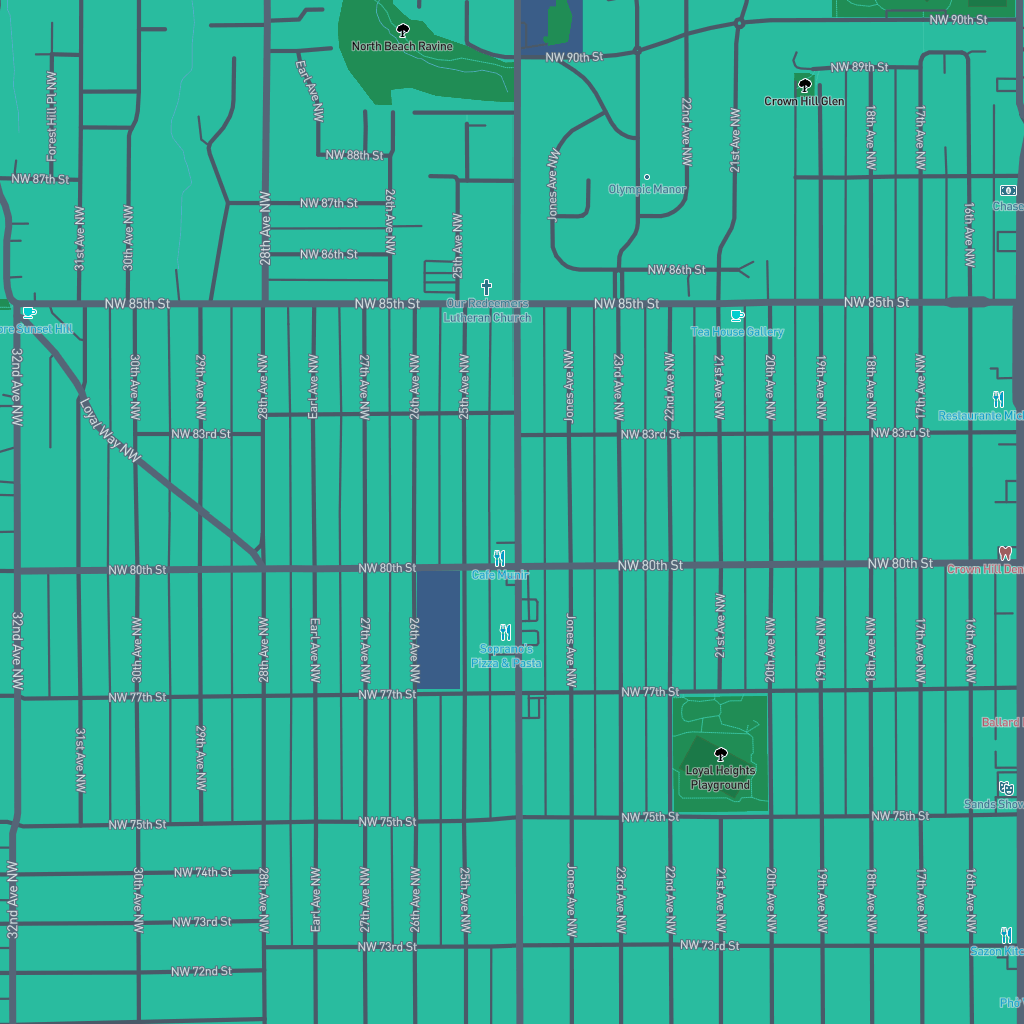 NW 90th St
North Beach Ravine
NW 90th St
NW 89th St
Earl Ave NW
Crown Hill Glen
Forest Hill Pl NW
22nd Ave NW
21st Ave NW
18th Ave NW
17th Ave NW
NW 88th St
Jones Ave NW
NW 87th St
Olympic Manor
Chase
NW 87th St
31st Ave NW
30th Ave NW
28th Ave NW
26th Ave NW
25th Ave NW
16th Ave NW
NW 86th St
NW 86th St
NW 85th St
NW 85th St
Our Redeemers
Lutheran Church
NW 85th St
NW 85th St
Sunset Hill
Tea House Gallery
32nd Ave NW
30th Ave NW
29th Ave NW
28th Ave NW
Earl Ave NW
27th Ave NW
26th Ave NW
25th Ave NW
Jones Ave NW
23rd Ave NW
22nd Ave NW
21st Ave NW
20th Ave NW
19th Ave NW
18th Ave NW
17th Ave NW
Loyal Way NW
NW 83rd St
NW 83rd St
NW 83rd St
Restaurante
NW 80th St
NW 80th St
Cafe Munir
NW 80th St
NW 80th St
Crown Hill
32nd Ave NW
30th Ave NW
28th Ave NW
Earl Ave NW
27th Ave NW
26th Ave NW
Soprano's
Pizza & Pasta
Jones Ave NW
21st Ave NW
20th Ave NW
19th Ave NW
18th Ave NW
17th Ave NW
16th Ave NW
NW 77th St
NW 77th St
NW 77th St
Ballard
31st Ave NW
29th Ave NW
Loyal Heights
Playground
Sands
NW 75th St
NW 75th St
NW 75th St
NW 75th St
32nd Ave NW
30th Ave NW
NW 74th St
28th Ave NW
Earl Ave NW
27th Ave NW
26th Ave NW
25th Ave NW
Jones Ave NW
23rd Ave NW
22nd Ave NW
21st Ave NW
20th Ave NW
19th Ave NW
18th Ave NW
17th Ave NW
16th Ave NW
NW 73rd St
NW 73rd St
NW 73rd St
Sazon
NW 72nd St
Pho